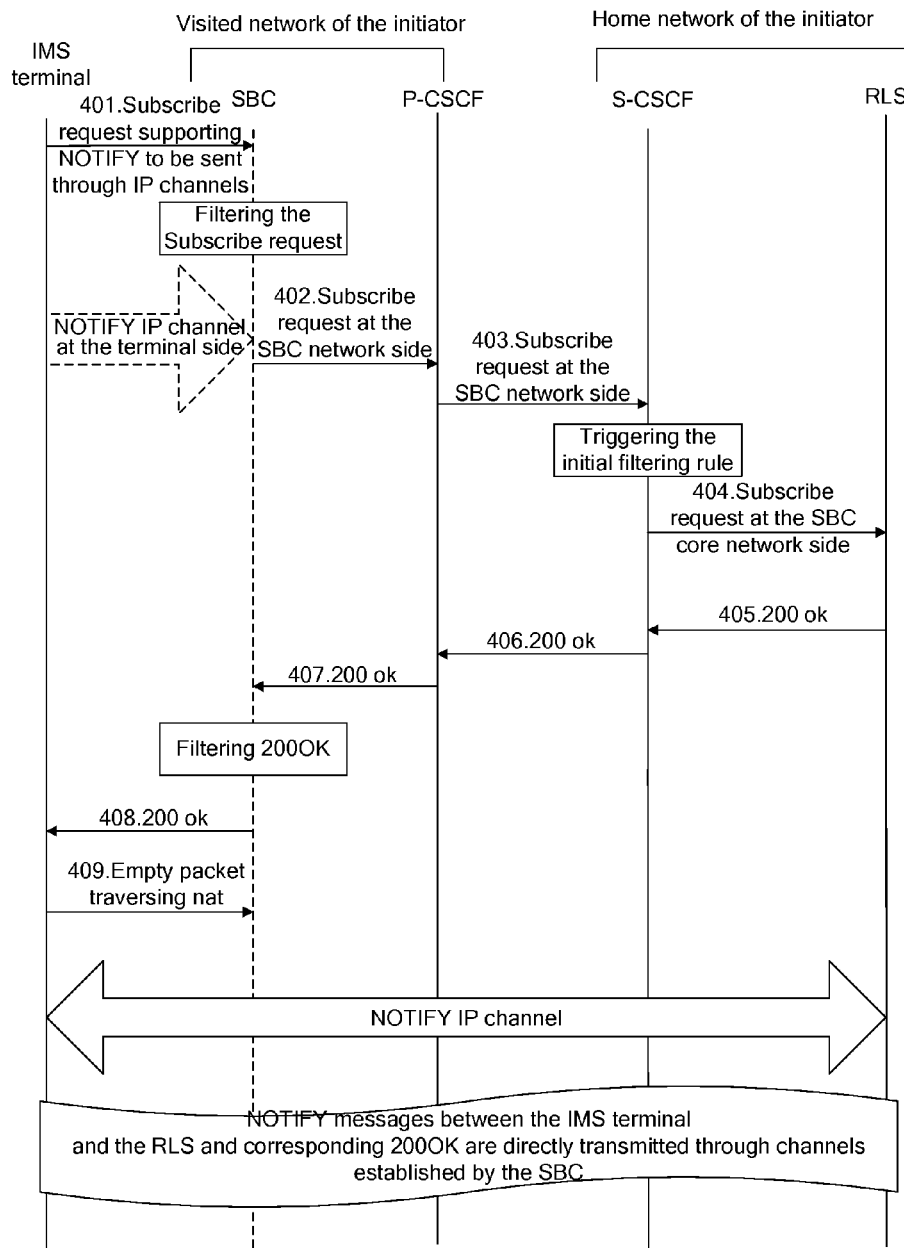 Visited network of the initiator
Home network of the initiator
IMS
terminal
SBC
P-CSCF
S-CSCF
RLS
401.Subscribe
request supporting
NOTIFY to be sent
through IP channels
Filtering the
Subscribe request
NOTIFY IP channel
at the terminal side
402.Subscribe
request at the
SBC network side
403.Subscribe
request at the
SBC network side
Triggering the
initial filtering rule
404.Subscribe
request at the SBC
core network side
405.200 ok
406.200 ok
407.200 ok
Filtering 200OK
408.200 ok
409.Empty packet
traversing nat
NOTIFY IP channel
NOTIFY messages between the IMS terminal
and the RLS and corresponding 200OK are directly transmitted through channels
established by the SBC